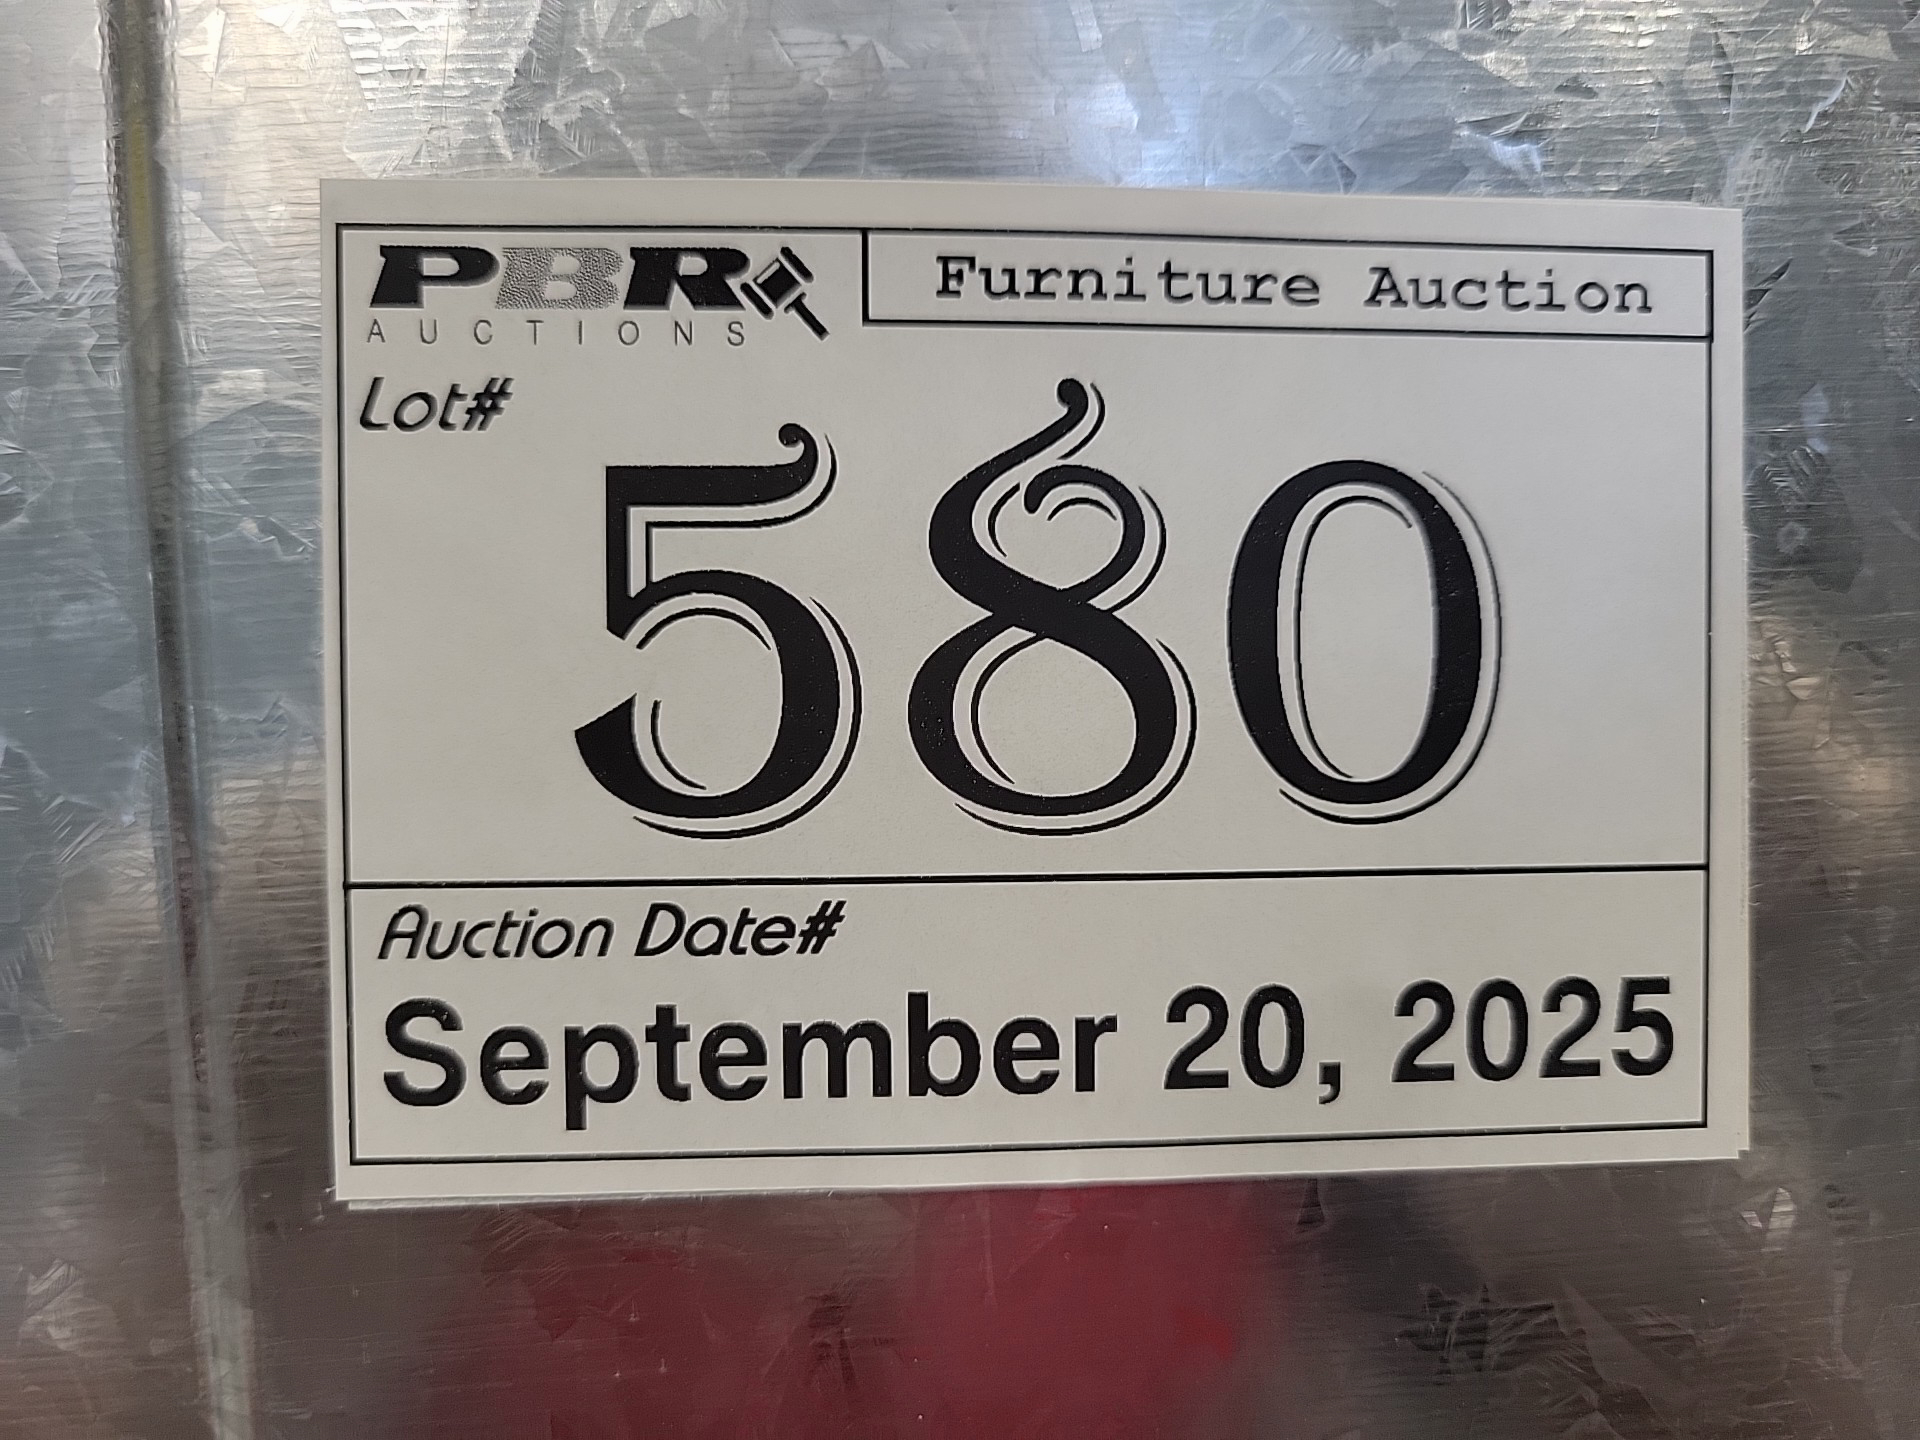 PBR
AUCTIONS
Furniture Auction
Lot#
580
Auction Date#
September 20, 2025